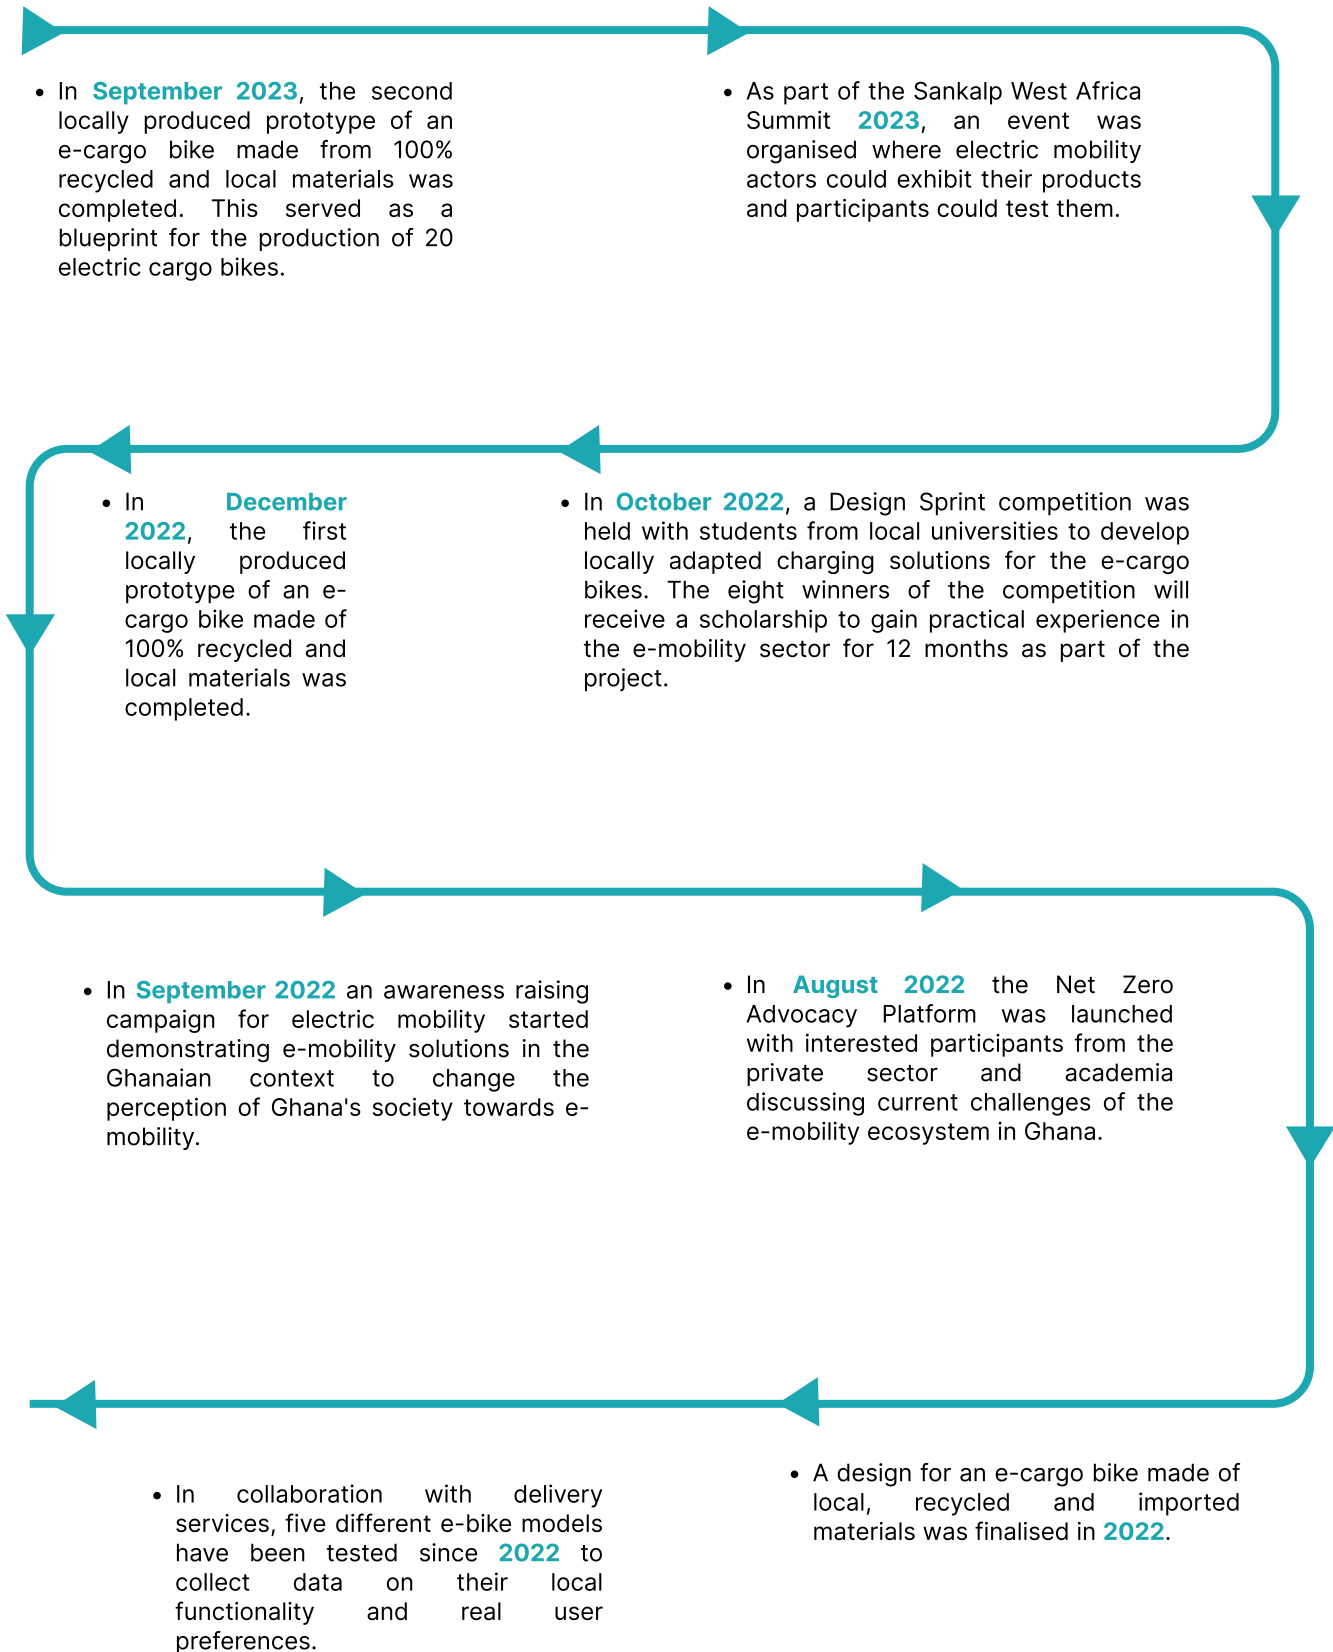 • In September 2023, the second
locally produced prototype of an
e-cargo bike made from 100%
recycled and local materials was
completed. This served as a
blueprint for the production of 20
electric cargo bikes.
• As part of the Sankalp West Africa
Summit 2023, an event was
organised where electric mobility
actors could exhibit their products
and participants could test them.
• In October 2022, a Design Sprint competition was
held with students from local universities to develop
locally adapted charging solutions for the e-cargo
bikes. The eight winners of the competition will
receive a scholarship to gain practical experience in
the e-mobility sector for 12 months as part of the
project.
• In December
2022, the first
locally produced
prototype of an e-
cargo bike made of
100% recycled and
local materials was
completed.
• In September 2022 an awareness raising
campaign for electric mobility started
demonstrating e-mobility solutions in the
Ghanaian context to change the
perception of Ghana's society towards e-
mobility.
• In August 2022 the Net Zero
Advocacy Platform was launched
with interested participants from the
private sector and academia
discussing current challenges of the
e-mobility ecosystem in Ghana.
• A design for an e-cargo bike made of
local, recycled and imported
materials was finalised in 2022.
• In collaboration with delivery
services, five different e-bike models
have been tested since 2022 to
collect data on their local
functionality and real user
preferences.